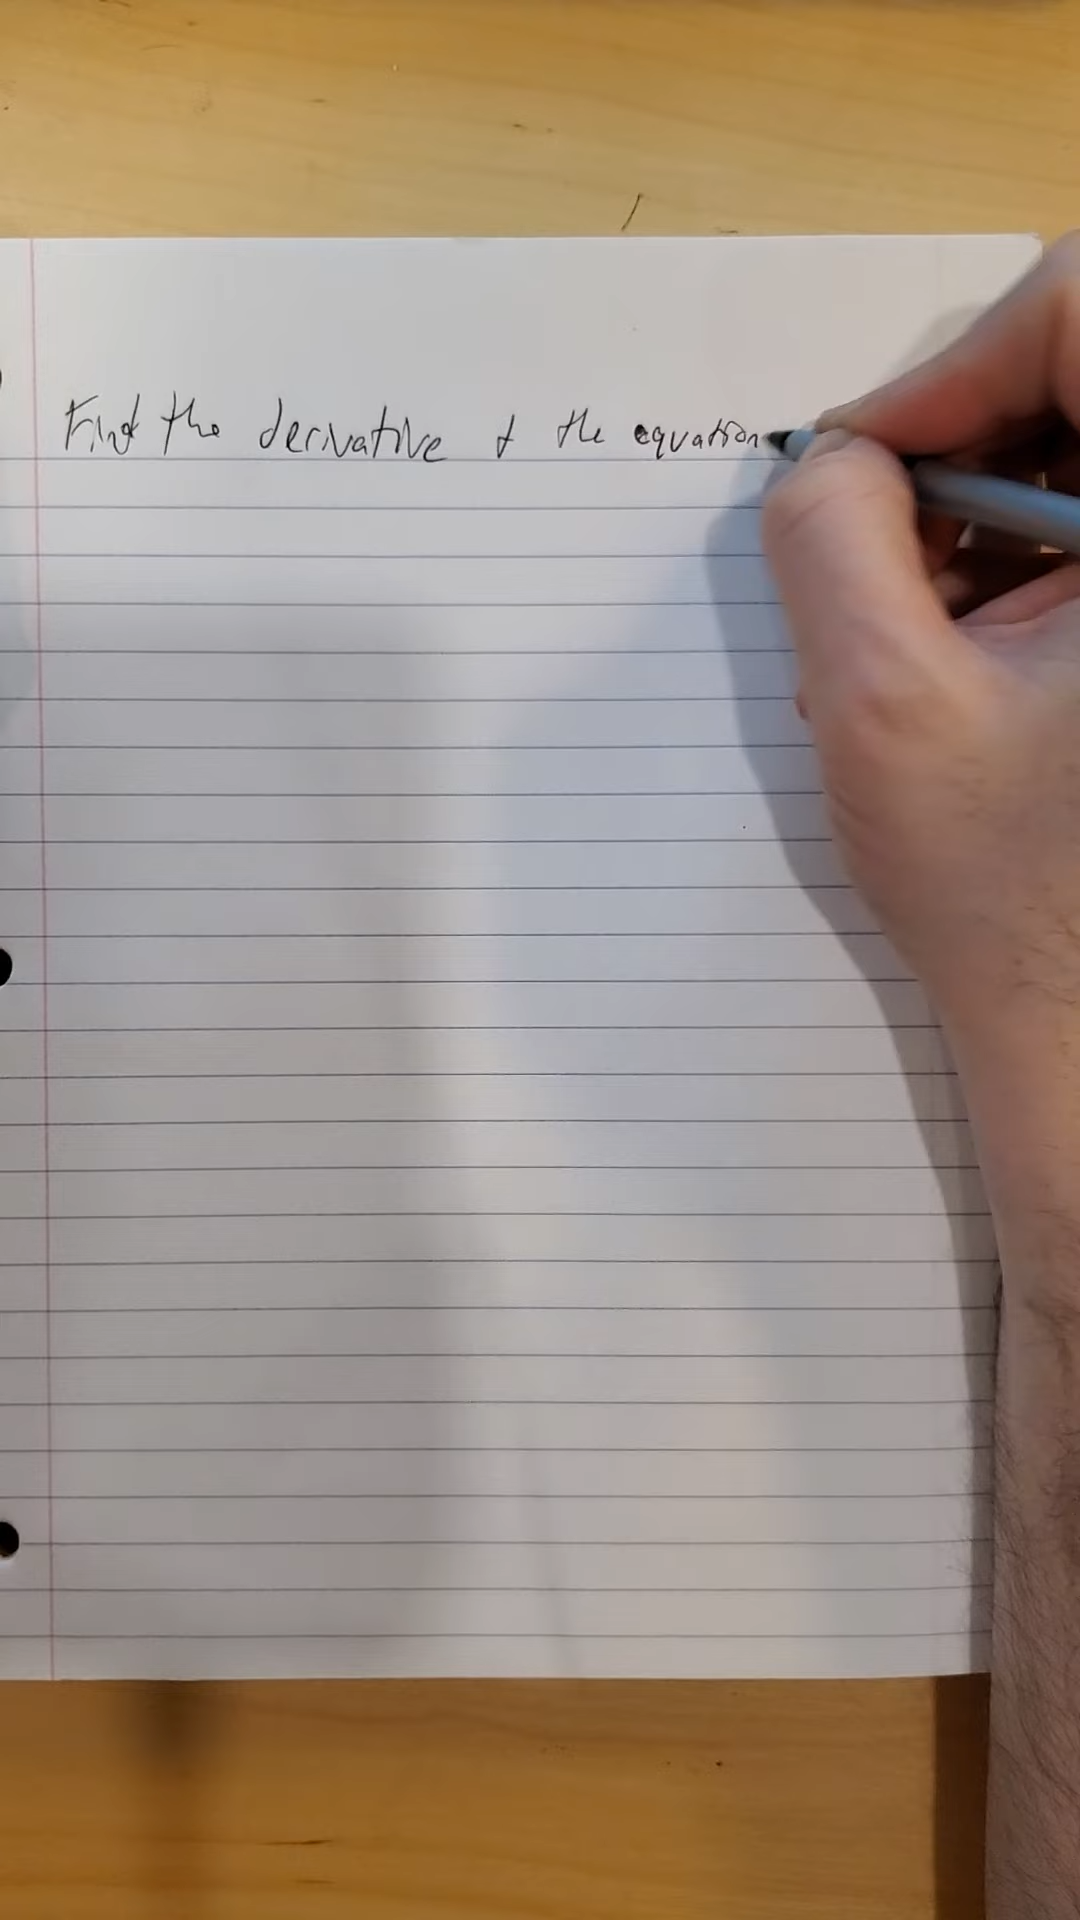 Find the derivative of the equation